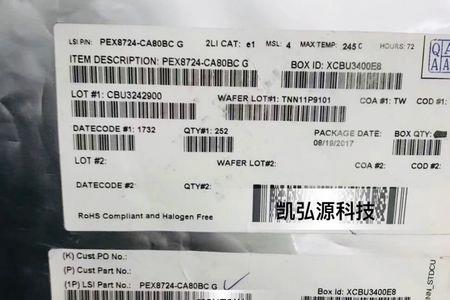 LSI P/N: PEX8724-CA80BC G 2LI CAT: e1 MSL: 4 MAX TEMP: 245C HOURS: 72
QA
AA
ITEM DESCRIPTION: PEX8724-CA80BC G BOX ID: XCBU3400E8
LOT #1: CBU3242900 WAFER LOT#1: TNN11P9101 COA #1: TW COD #1:
DATECODE #1: 1732 QTY#1: 252 PACKAGE DATE: BOX QTY:
08/19/2017
LOT #2: WAFER LOT#2: COA #2: COD #2:
DATECODE #2: QTY#2:
凯弘源科技
RoHS Compliant and Halogen Free
(K) Cust.PO No.:
(P) Cust Part No.:
(1P) LSI Part No.: PEX8724-CA80BC G Box Id: XCBU3400E8